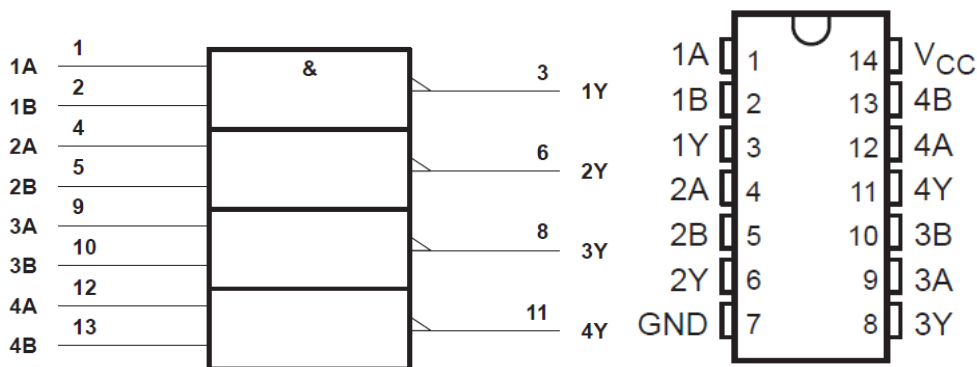 1A 1
1B 2
2A 4
2B 5
3A 9
3B 10
4A 12
4B 13
&
3 1Y
6 2Y
8 3Y
11 4Y
1A 1 14 VCC
1B 2 13 4B
1Y 3 12 4A
2A 4 11 4Y
2B 5 10 3B
2Y 6 9 3A
GND 7 8 3Y